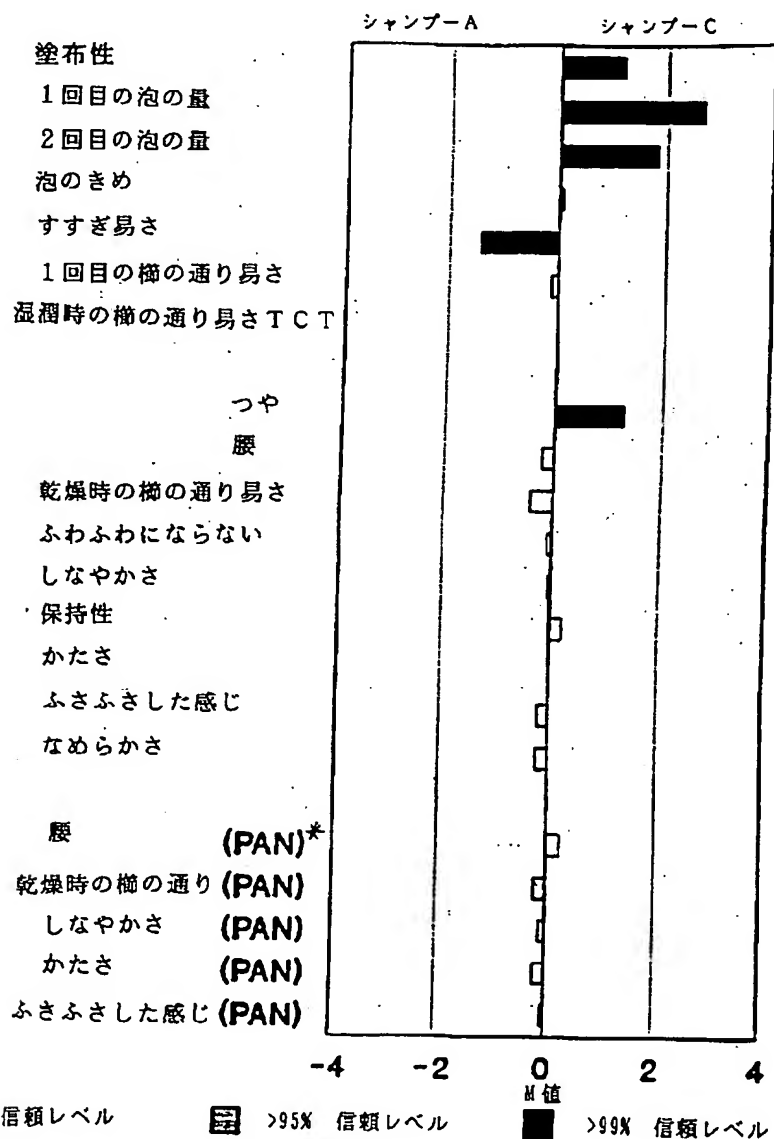 シャンプーA シャンプーC
塗布性
1回目の泡の量
2回目の泡の量
泡のきめ
すすぎ易さ
1回目の櫛の通り易さ
湿潤時の櫛の通り易さTCT
つや
腰
乾燥時の櫛の通り易さ
ふわふわにならない
しなやかさ
保持性
かたさ
ふさふさした感じ
なめらかさ
腰 (PAN)*
乾燥時の櫛の通り (PAN)
しなやかさ (PAN)
かたさ (PAN)
ふさふさした感じ (PAN)
-4 -2 0 2 4
M値
信頼レベル >95% 信頼レベル >99% 信頼レベル